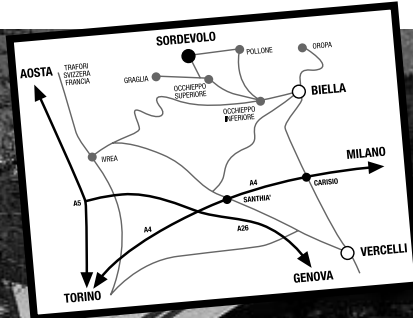 SORDEVOLO
POLLONE
OROPA
AOSTA
TRAFORI
SVIZZERA
FRANCIA
GRAGLIA
OCCHIEPPO
SUPERIORE
BIELLA
OCCHIEPPO
INFERIORE
IVREA
MILANO
A4
CARISIO
SANTHIA'
A5
A4
A26
VERCELLI
GENOVA
TORINO